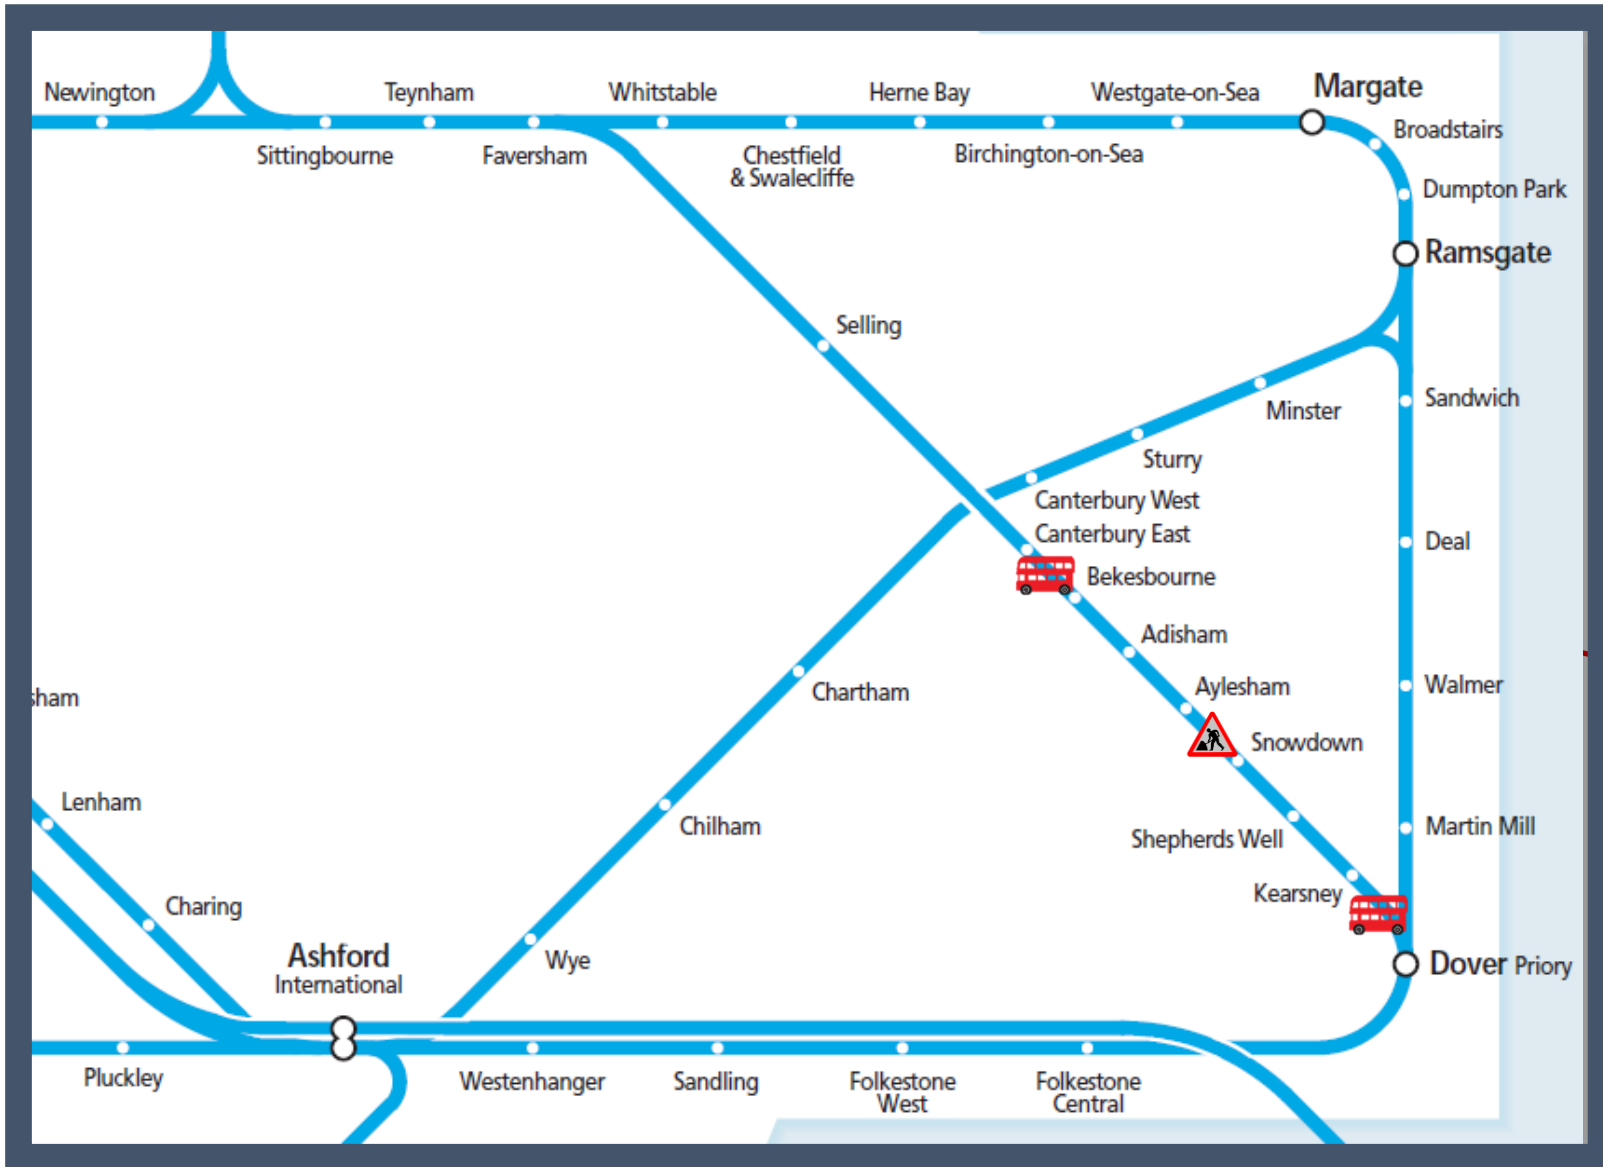 Newington
Teynham
Whitstable
Herne Bay
Westgate-on-Sea
Margate
Broadstairs
Sittingbourne
Faversham
Chestfield
& Swalecliffe
Birchington-on-Sea
Dumpton Park
Ramsgate
Selling
Sandwich
Minster
Sturry
Canterbury West
Canterbury East
Deal
Bekesbourne
Adisham
Aylesham
Walmer
Chartham
sham
Snowdown
Lenham
Chilham
Martin Mill
Shepherds Well
Kearsney
Charing
Ashford
International
Wye
Dover Priory
Pluckley
Westenhanger
Sandling
Folkestone
West
Folkestone
Central